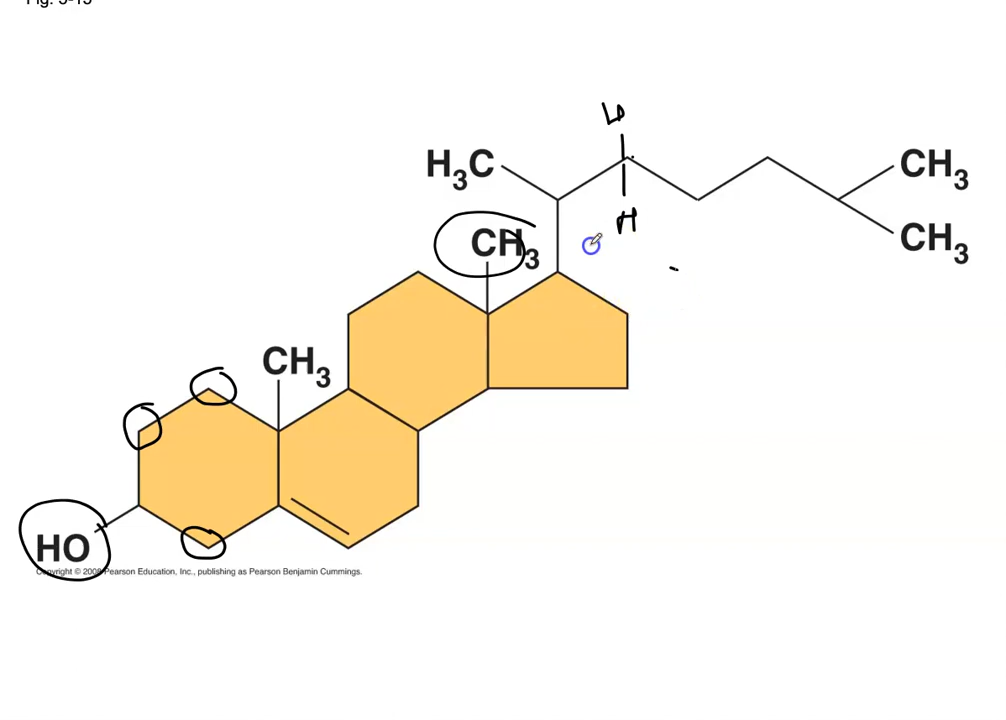 Fig. 5-15
H
H₃C
CH₃
H
CH₃
CH₃
CH₃
HO
Copyright © 2008 Pearson Education, Inc., publishing as Pearson Benjamin Cummings.